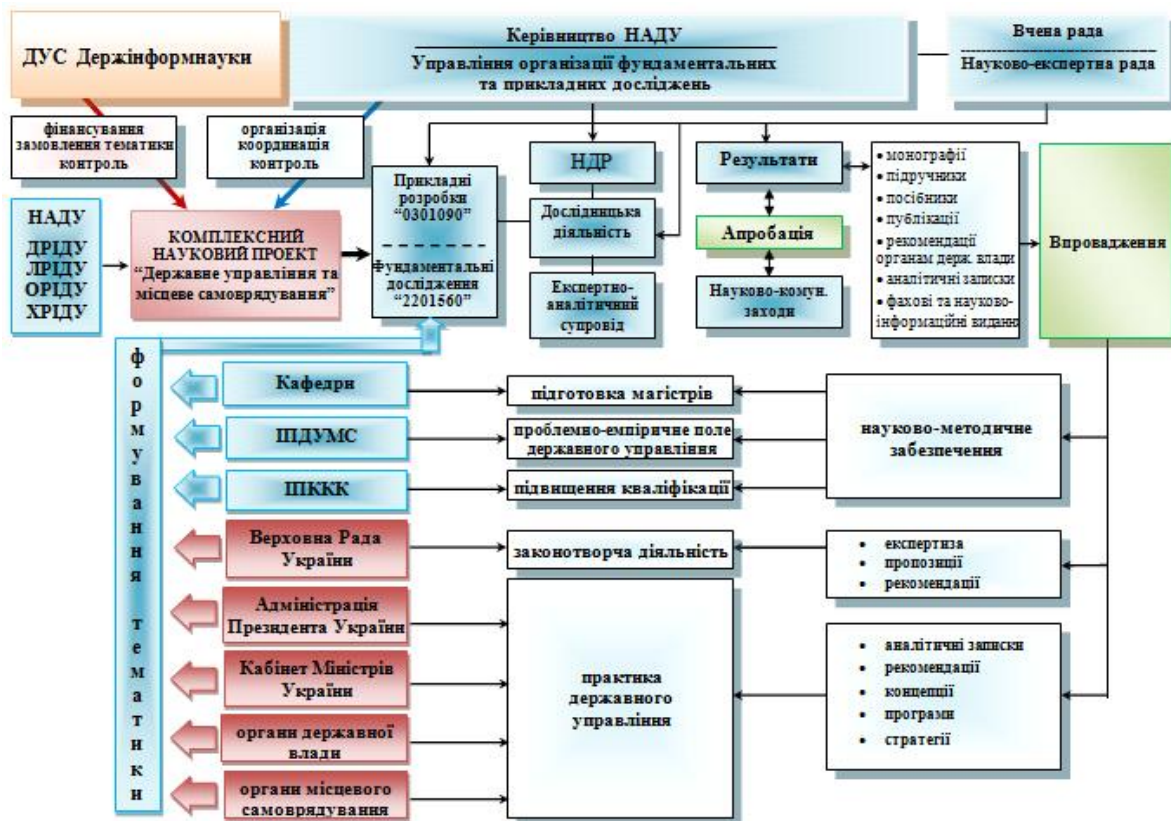 ДУС Держінформнауки
Керівництво НАДУ
Управління організації фундаментальних
та прикладних досліджень
Вчена рада
Науково-експертна рада
фінансування
замовлення тематики
контроль
організація
координація
контроль
НАДУ
ДРІДУ
ЛРІДУ
ОРІДУ
ХРІДУ
КОМПЛЕКСНИЙ
НАУКОВИЙ ПРОЕКТ
“Державне управління та
місцеве самоврядування”
Прикладні
розробки
“0301090”
Фундаментальні
дослідження
“2201560”
НДР
Дослідницька
діяльність
Експертно-
аналітичний
супровід
Результати
Апробація
Науково-комун.
заходи
• монографії
• підручники
• посібники
• публікації
• рекомендації
органам держ. влади
• аналітичні записки
• фахові та науково-
інформаційні видання
Впровадження
формування тематики
Кафедри
ІПДУМС
ІПККК
Верховна Рада
України
Адміністрація
Президента України
Кабінет Міністрів
України
органи державної
влади
органи місцевого
самоврядування
підготовка магістрів
проблемно-емпіричне поле
державного управління
підвищення кваліфікації
законотворча діяльність
практика
державного
управління
науково-методичне
забезпечення
• експертиза
• пропозиції
• рекомендації
• аналітичні записки
• рекомендації
• концепції
• програми
• стратегії